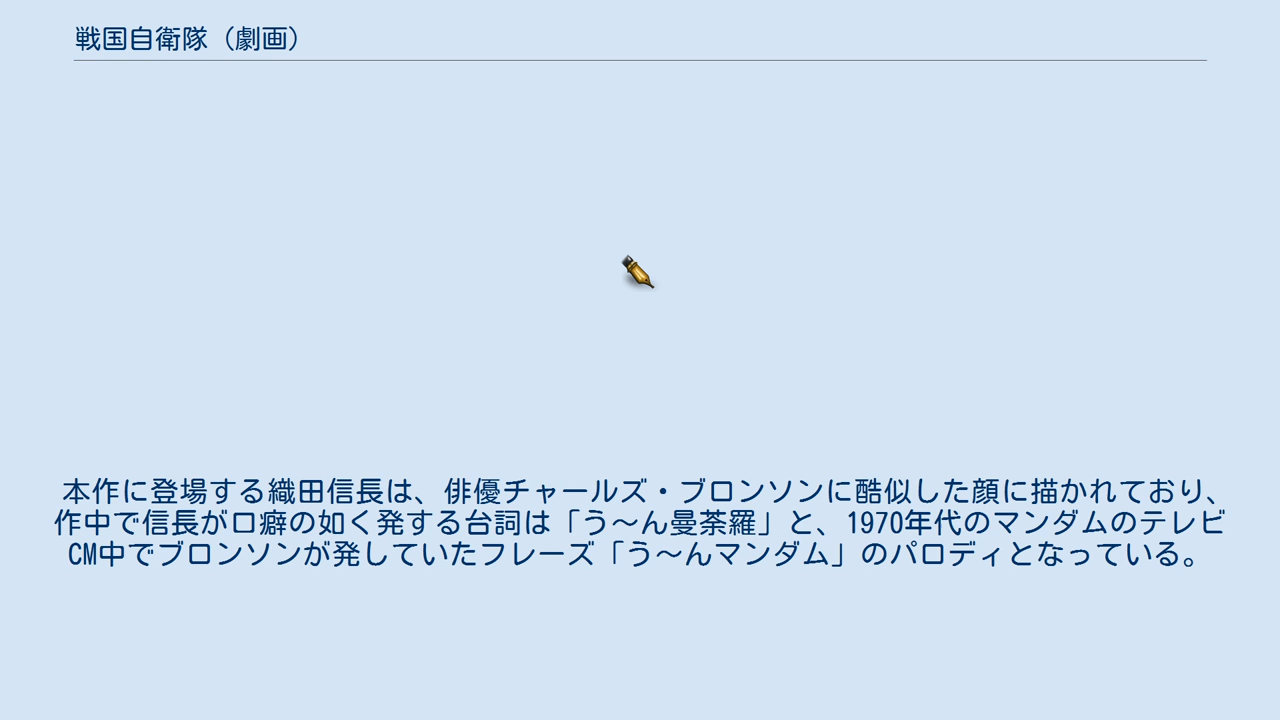 戦国自衛隊（劇画）
本作に登場する織田信長は、俳優チャールズ・ブロンソンに酷似した顔に描かれており、
作中で信長が口癖の如く発する台詞は「う〜ん曼荼羅」と、1970年代のマンダムのテレビ
CM中でブロンソンが発していたフレーズ「う〜んマンダム」のパロディとなっている。